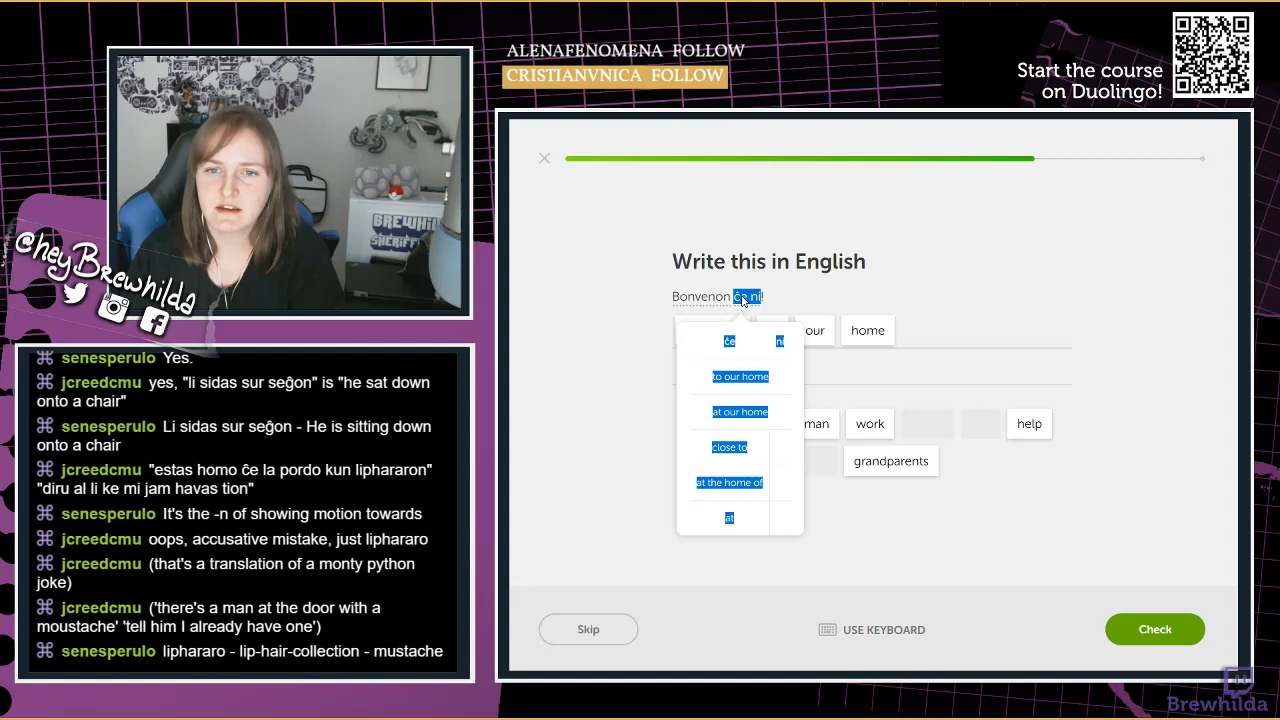 ALENAFENOMENA FOLLOW
CRISTIANVNICA FOLLOW
Start the course
on Duolingo!
BREWHIL
SHERIFF
@heyBrewhilda
senesperulo Yes.
jcreedcmu yes, "li sidas sur seĝon" is "he sat down
onto a chair"
senesperulo Li sidas sur seĝon - He is sitting down
onto a chair
jcreedcmu "estas homo ĉe la pordo kun liphararon"
"diru al li ke mi jam havas tion"
senesperulo It's the -n of showing motion towards
jcreedcmu oops, accusative mistake, just lipharo
jcreedcmu (that's a translation of a monty python
joke)
jcreedcmu ('there's a man at the door with a
moustache' 'tell him I already have one')
senesperulo liphararo - lip-hair-collection - mustache
Write this in English
Bonvenon ĉe ni!
our home
ĉe ni
to our home
at our home
close to
at the home of
at
man work help
grandparents
Skip
USE KEYBOARD
Check
Brewhilda